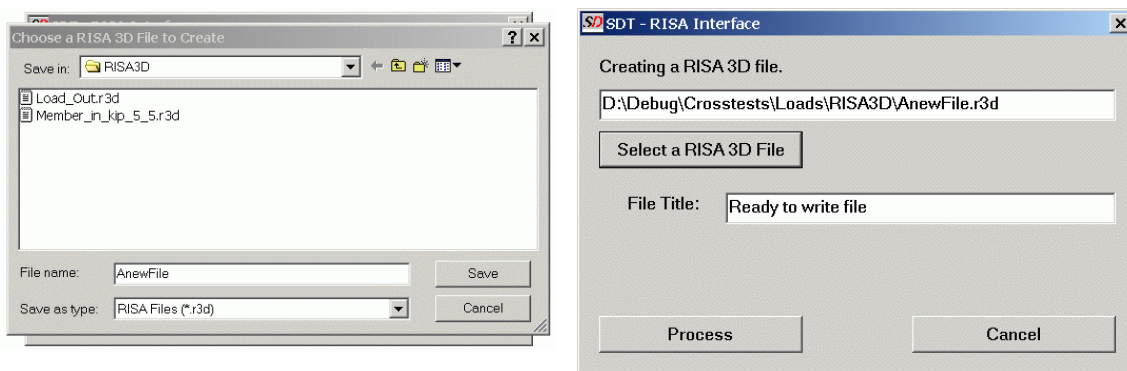 Choose a RISA 3D File to Create
Save in: RISA3D
Load_Out.r3d
Member_in_kip_5_5.r3d
File name: AnewFile
Save
Save as type: RISA Files (*.r3d)
Cancel
SD SDT - RISA Interface
Creating a RISA 3D file.
D:\Debug\Crosstests\Loads\RISA3D\AnewFile.r3d
Select a RISA 3D File
File Title: Ready to write file
Process
Cancel